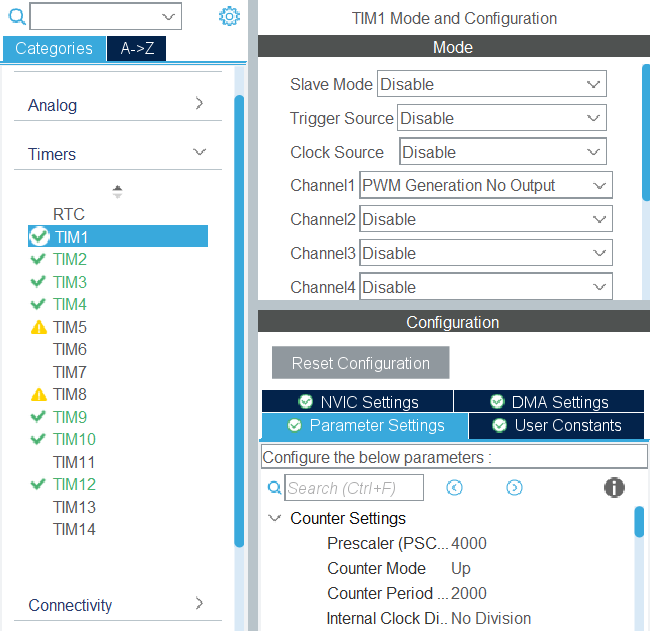 Categories A->Z
Analog
Timers
RTC
TIM1
TIM2
TIM3
TIM4
TIM5
TIM6
TIM7
TIM8
TIM9
TIM10
TIM11
TIM12
TIM13
TIM14
Connectivity
TIM1 Mode and Configuration
Mode
Slave Mode Disable
Trigger Source Disable
Clock Source Disable
Channel1 PWM Generation No Output
Channel2 Disable
Channel3 Disable
Channel4 Disable
Configuration
Reset Configuration
NVIC Settings DMA Settings
Parameter Settings User Constants
Configure the below parameters :
Search (Ctrl+F)
Counter Settings
Prescaler (PSC... 4000
Counter Mode Up
Counter Period ... 2000
Internal Clock Di.. No Division